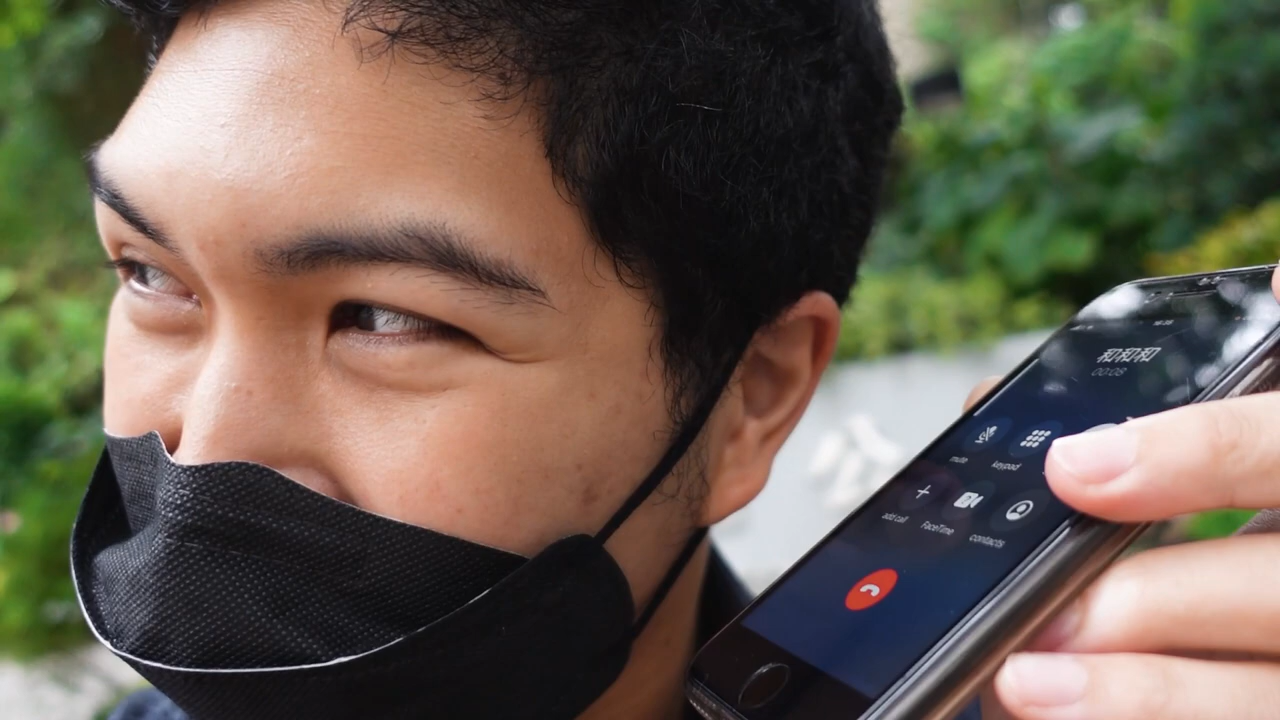 和和和
00:08
mute
keypad
add call
FaceTime
contacts